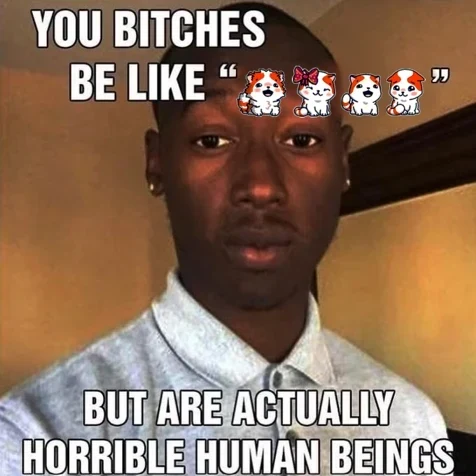 YOU BITCHES
BE LIKE “ ”
BUT ARE ACTUALLY
HORRIBLE HUMAN BEINGS